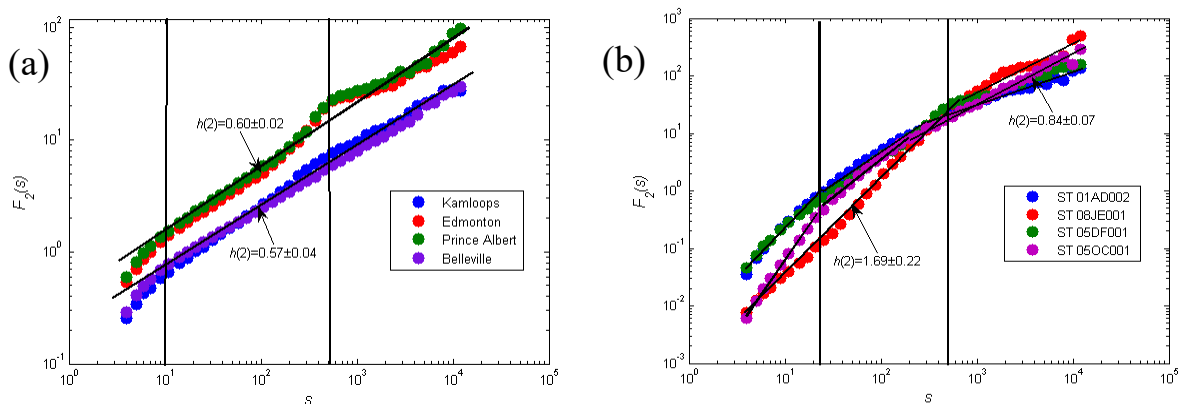 (a)
10^2
10^1
10^0
10^-1
F_2(s)
h(2)=0.60±0.02
h(2)=0.57±0.04
Kamloops
Edmonton
Prince Albert
Belleville
10^0 10^1 10^2 10^3 10^4 10^5
s
(b)
10^3
10^2
10^1
10^0
10^-1
10^-2
10^-3
F_2(s)
h(2)=0.84±0.07
h(2)=1.69±0.22
ST 01AD002
ST 08JE001
ST 05DF001
ST 05OC001
10^0 10^1 10^2 10^3 10^4 10^5
s